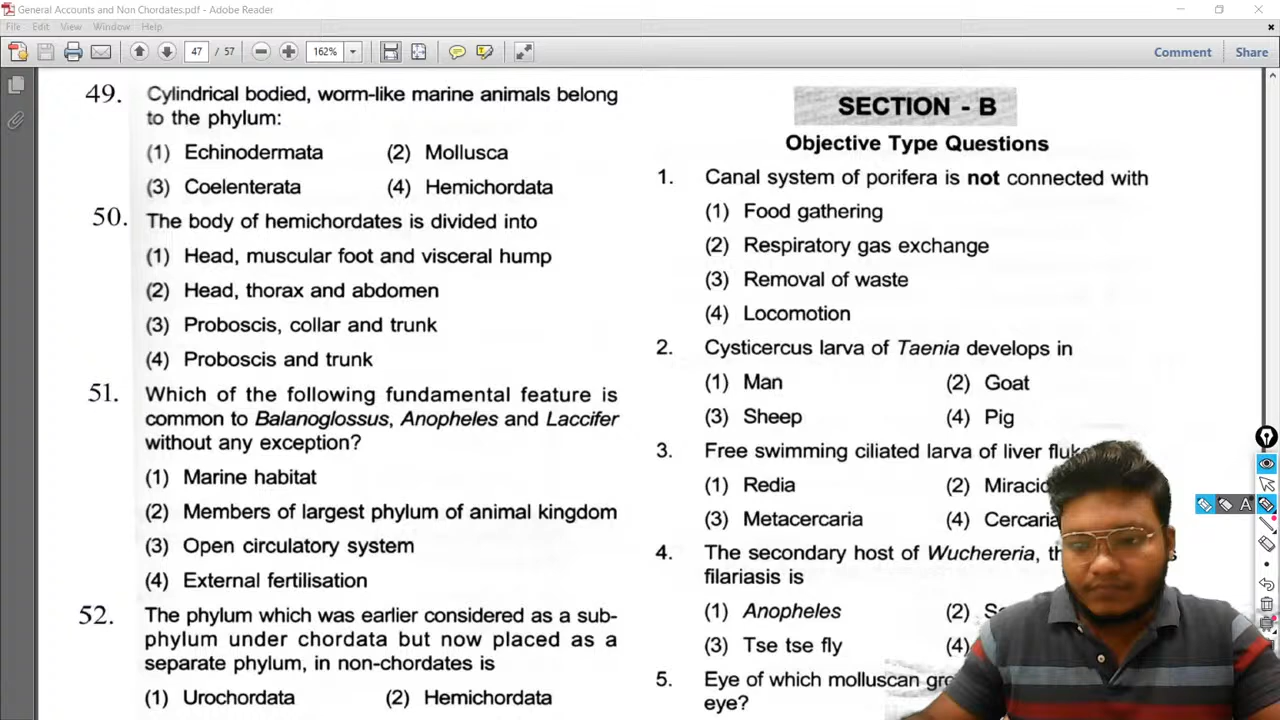 General Accounts and Non Chordates.pdf - Adobe Reader
File Edit View Window Help
47 / 57 162% Comment Share
49. Cylindrical bodied, worm-like marine animals belong
to the phylum:
(1) Echinodermata (2) Mollusca
(3) Coelenterata (4) Hemichordata
50. The body of hemichordates is divided into
(1) Head, muscular foot and visceral hump
(2) Head, thorax and abdomen
(3) Proboscis, collar and trunk
(4) Proboscis and trunk
51. Which of the following fundamental feature is
common to Balanoglossus, Anopheles and Laccifer
without any exception?
(1) Marine habitat
(2) Members of largest phylum of animal kingdom
(3) Open circulatory system
(4) External fertilisation
52. The phylum which was earlier considered as a sub-
phylum under chordata but now placed as a
separate phylum, in non-chordates is
(1) Urochordata (2) Hemichordata
SECTION - B
Objective Type Questions
1. Canal system of porifera is not connected with
(1) Food gathering
(2) Respiratory gas exchange
(3) Removal of waste
(4) Locomotion
2. Cysticercus larva of Taenia develops in
(1) Man (2) Goat
(3) Sheep (4) Pig
3. Free swimming ciliated larva of liver
(1) Redia (2)
(3) Metacercaria (4) Cercaria
4. The secondary host of Wuchereria,
filariasis is
(1) Anopheles (2)
(3) Tse tse fly (4)
5. Eye of which molluscan
eye?
A